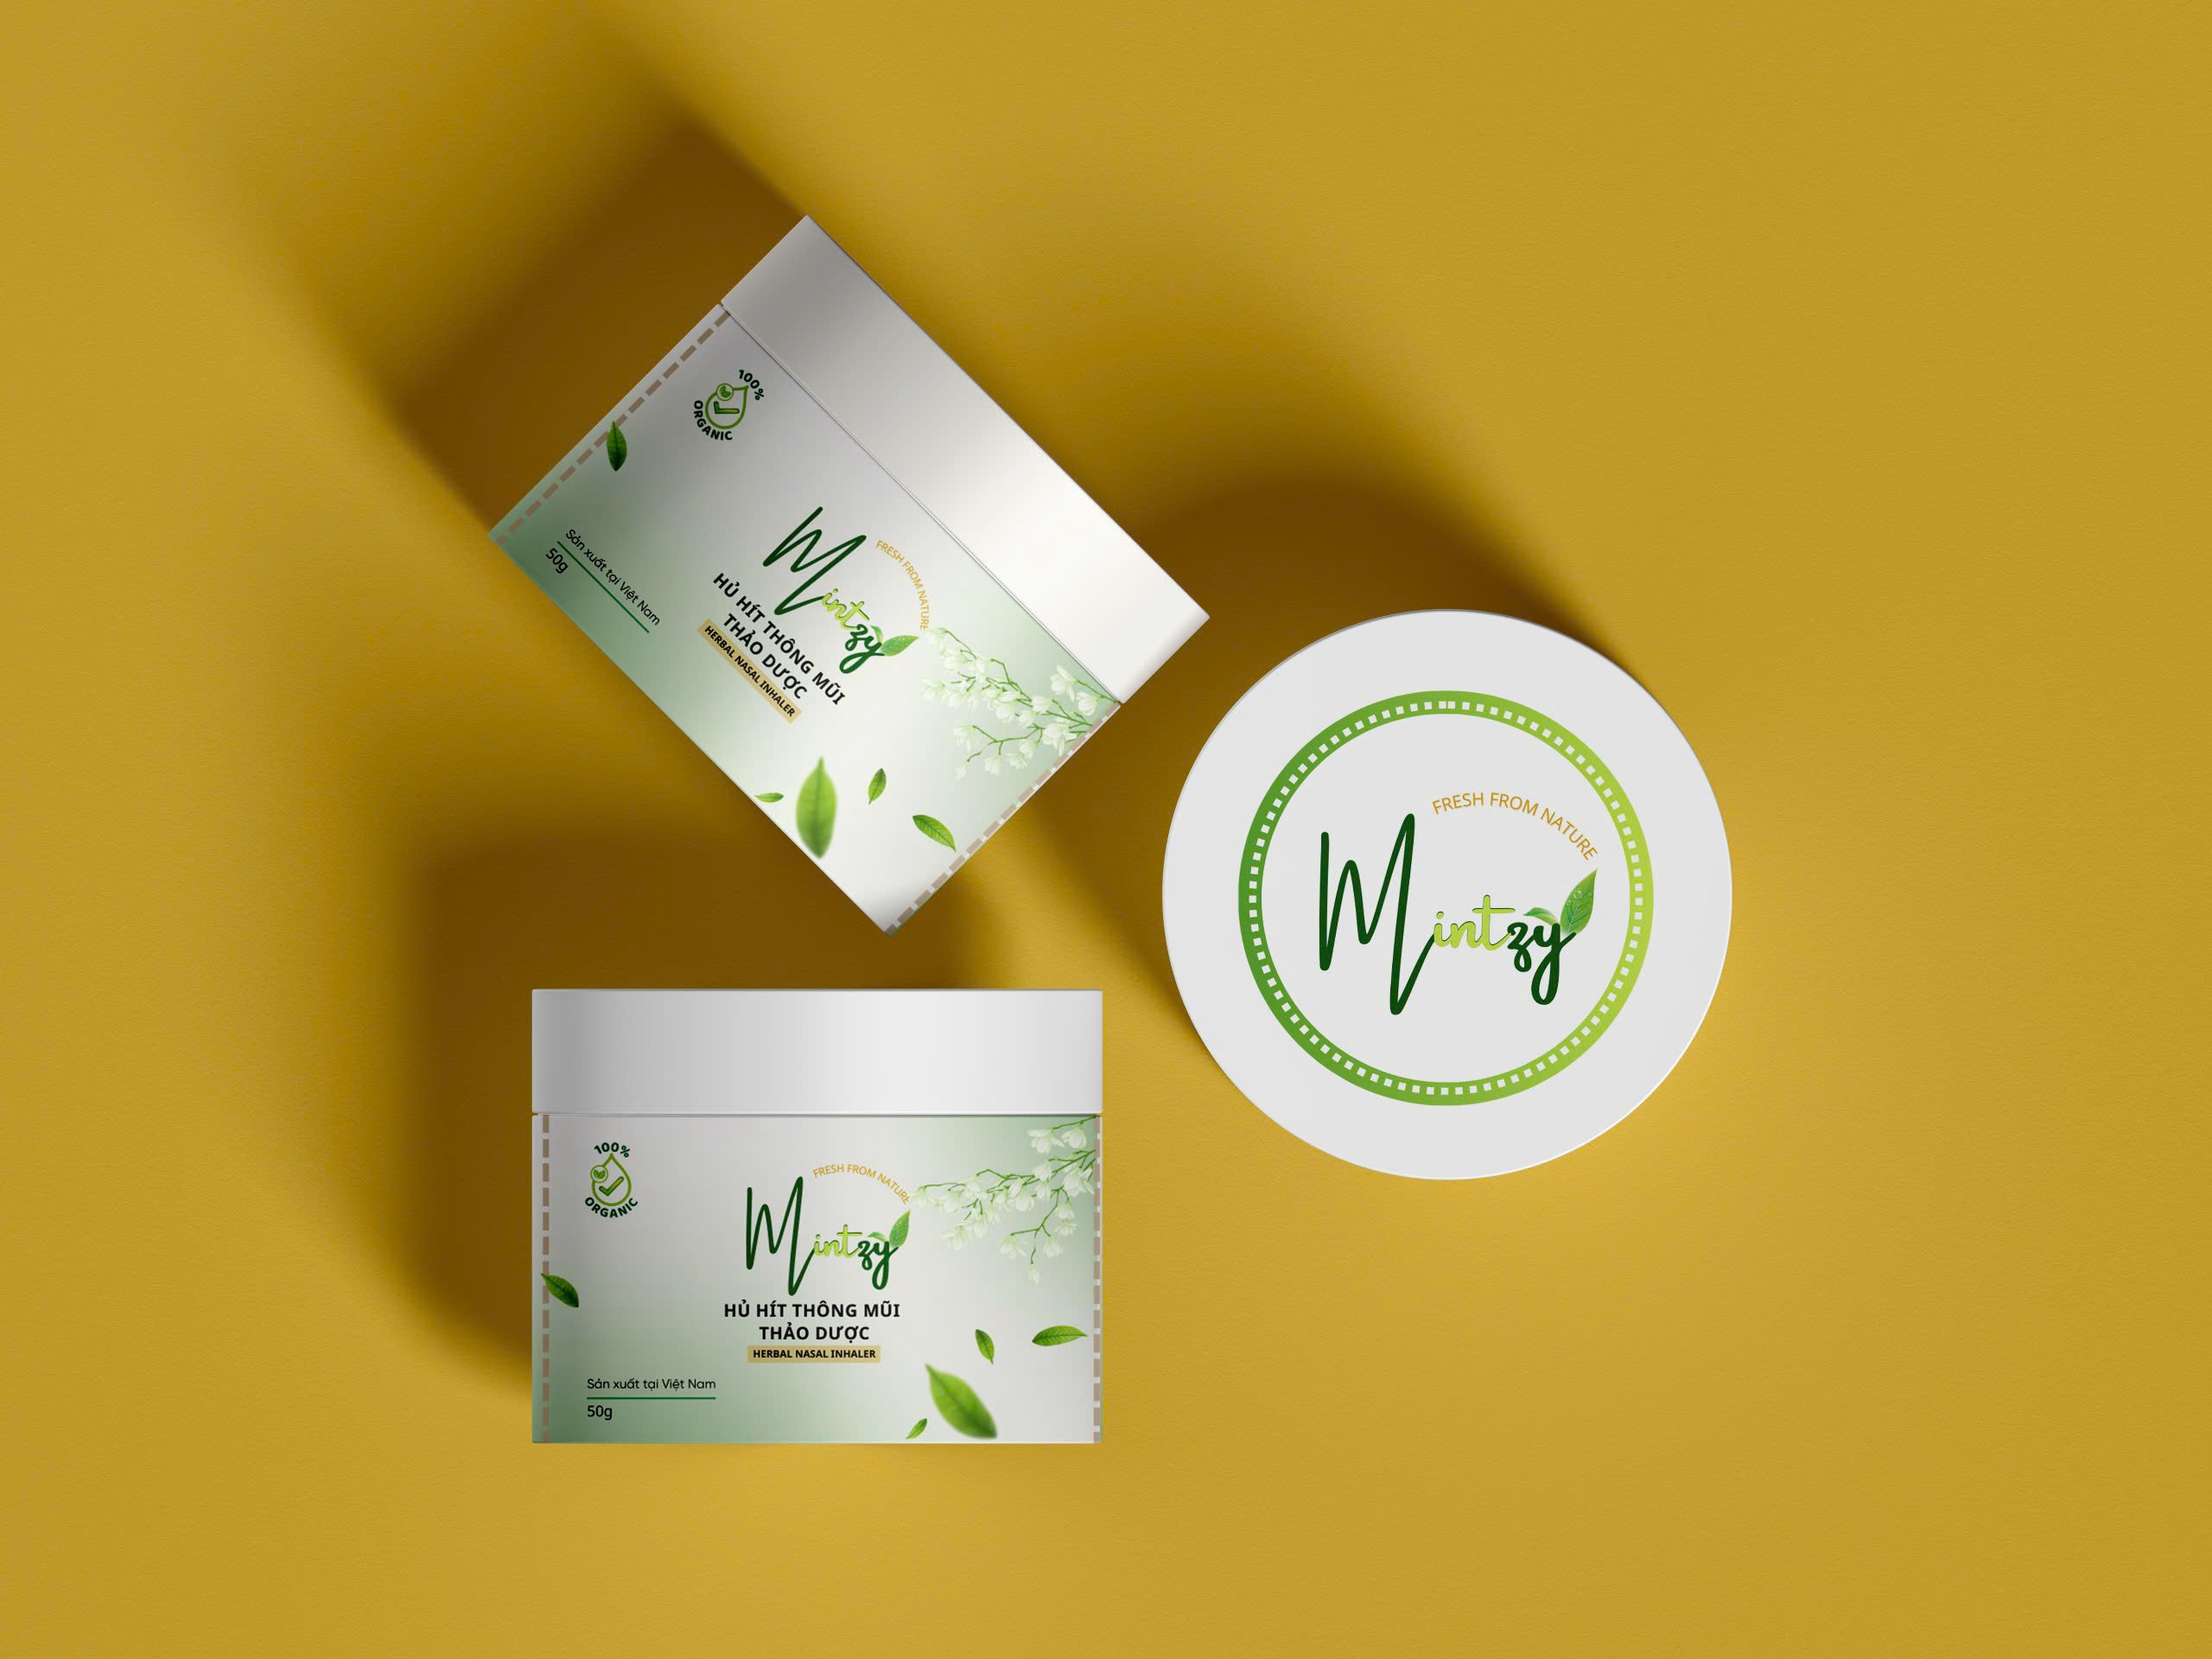 100%
ORGANIC
FRESH FROM NATURE
Mintzy
HỦ HÍT THÔNG MŨI
THẢO DƯỢC
HERBAL NASAL INHALER
Sản xuất tại Việt Nam
50g
FRESH FROM NATURE
Mintzy
100%
ORGANIC
FRESH FROM NATURE
Mintzy
HỦ HÍT THÔNG MŨI
THẢO DƯỢC
HERBAL NASAL INHALER
Sản xuất tại Việt Nam
50g